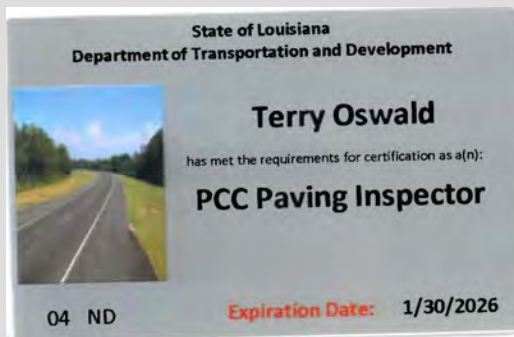 State of Louisiana
Department of Transportation and Development
Terry Oswald
has met the requirements for certification as a(n):
PCC Paving Inspector
04 ND
Expiration Date: 1/30/2026